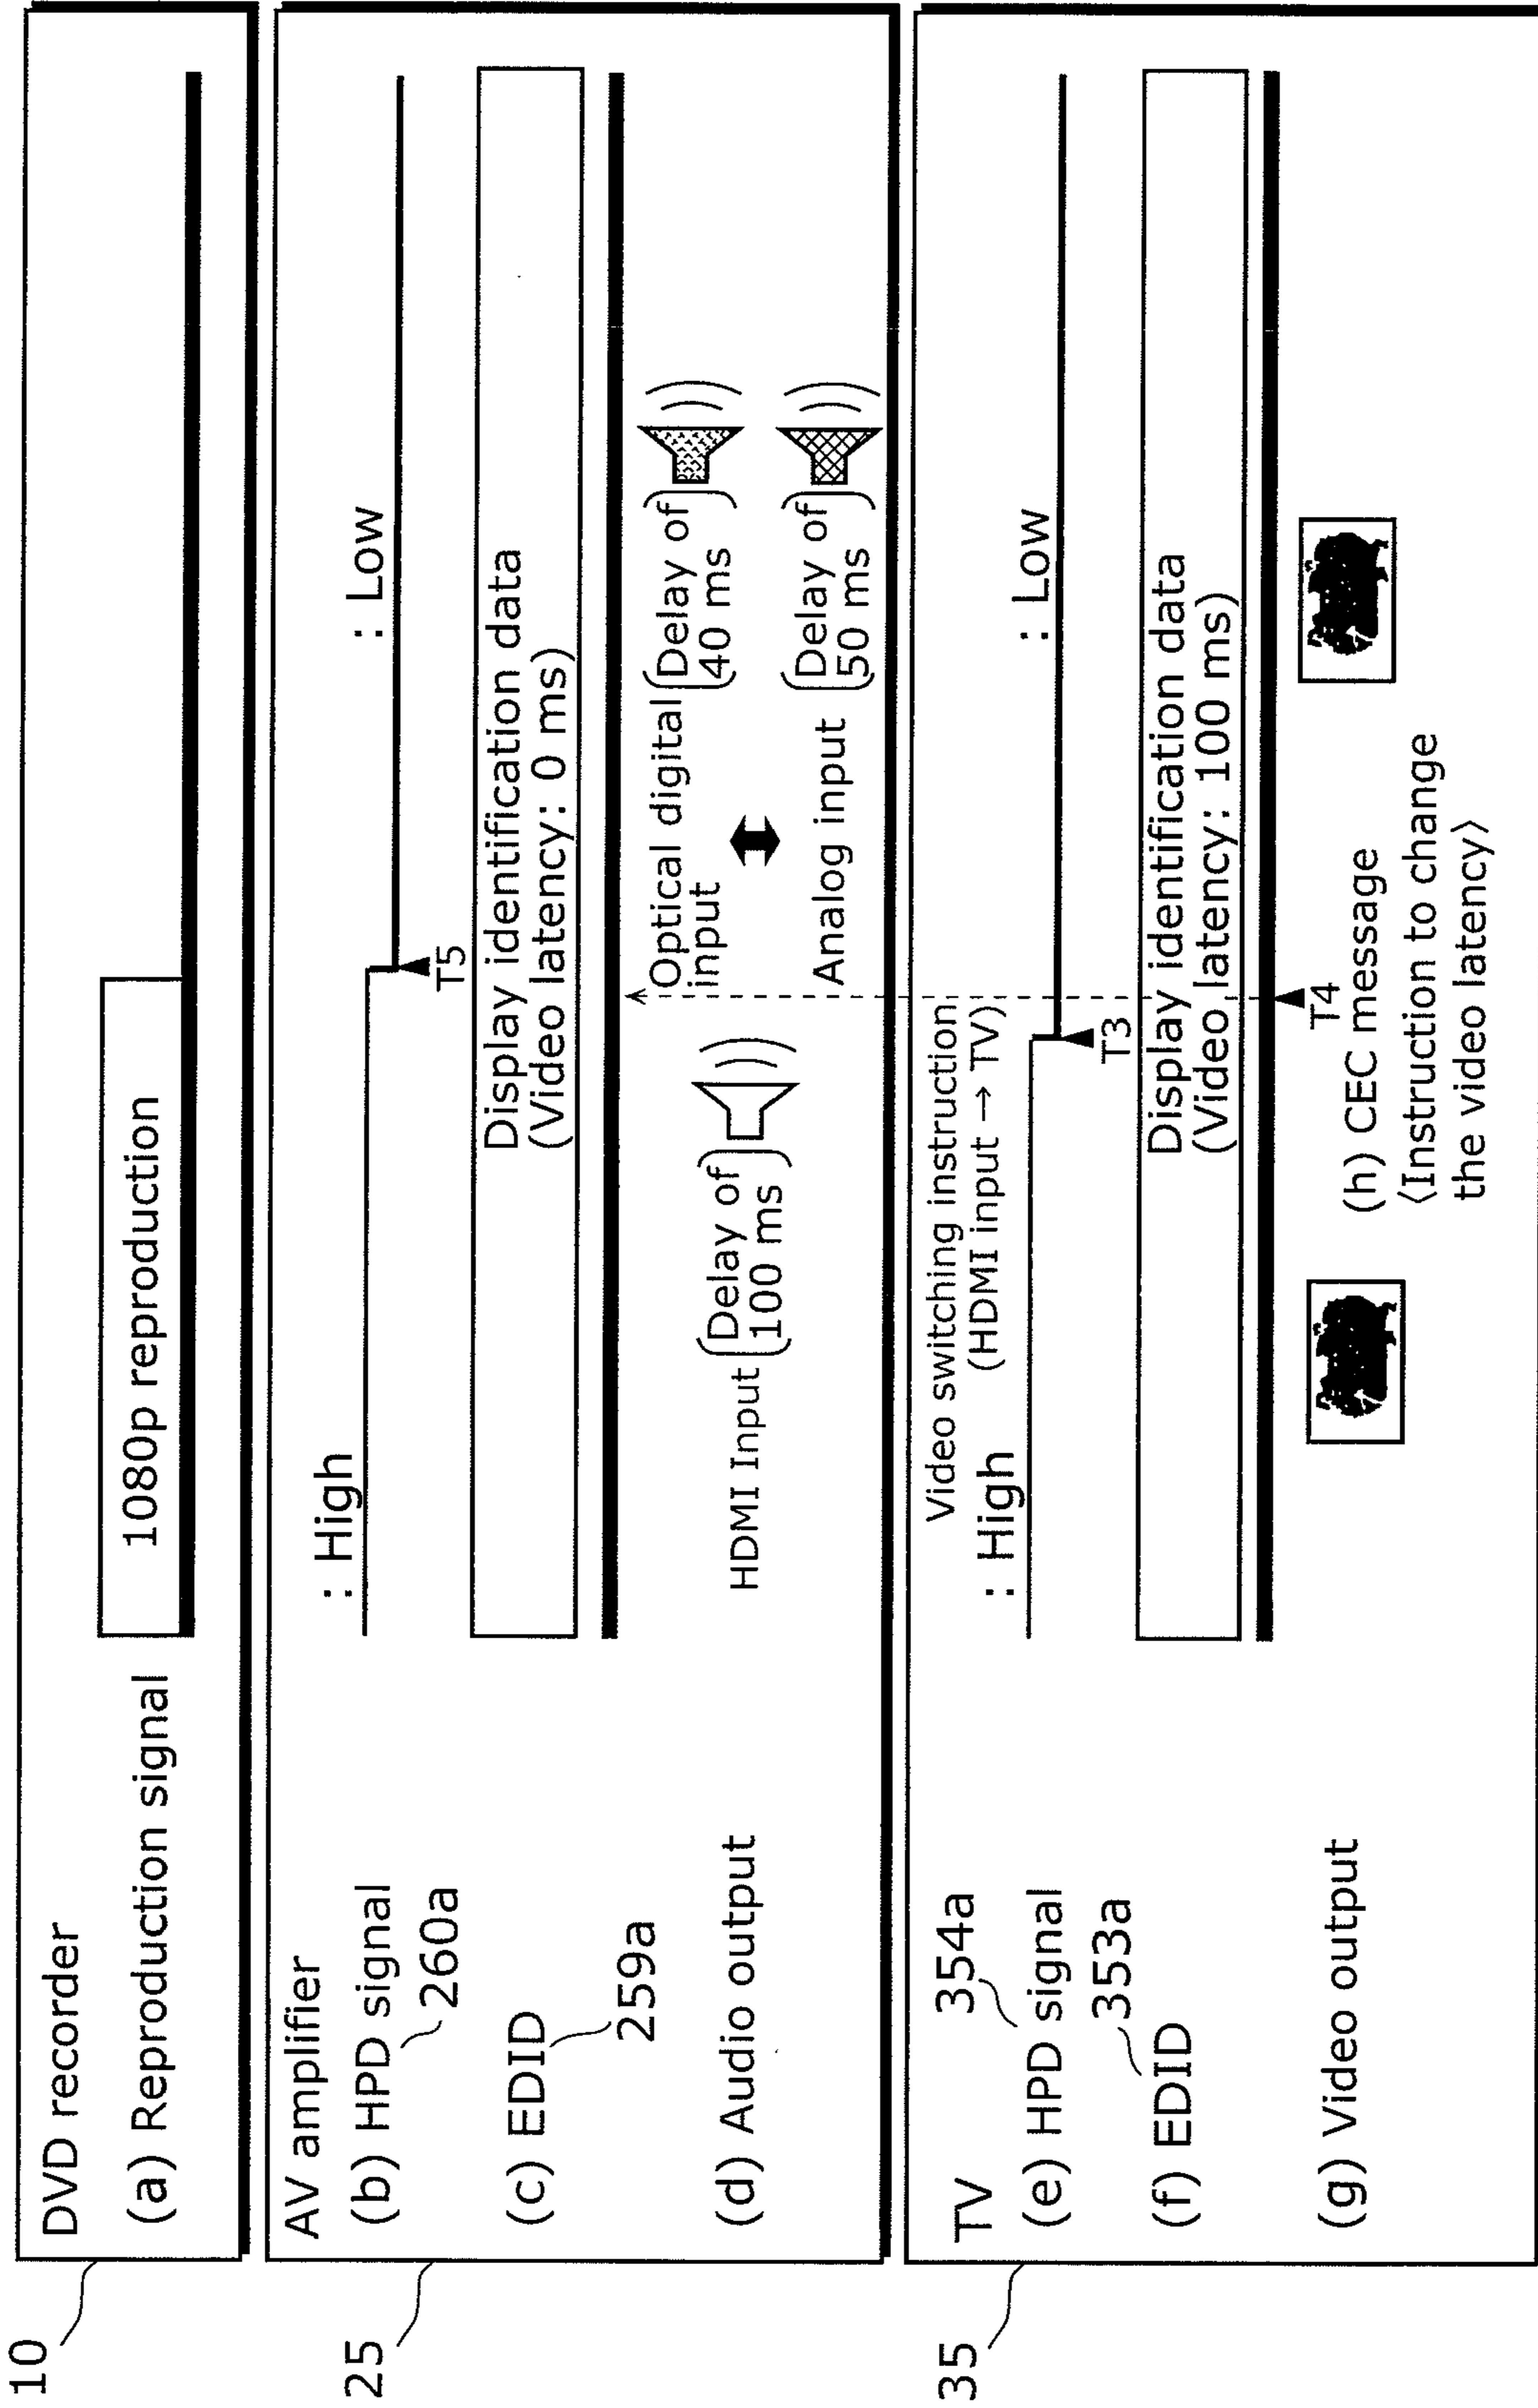 10
DVD recorder
(a) Reproduction signal
1080p reproduction
25
AV amplifier
(b) HPD signal
260a
: High
: Low
T5
(c) EDID
259a
Display identification data
(Video latency: 0 ms)
(d) Audio output
HDMI Input
(Delay of
100 ms)
Optical digital
input
(Delay of
40 ms)
Analog input
(Delay of
50 ms)
35
TV
354a
(e) HPD signal
: High
Video switching instruction
(HDMI input → TV)
: Low
T3
353a
(f) EDID
Display identification data
(Video latency: 100 ms)
T4
(g) Video output
(h) CEC message
〈Instruction to change
the video latency〉